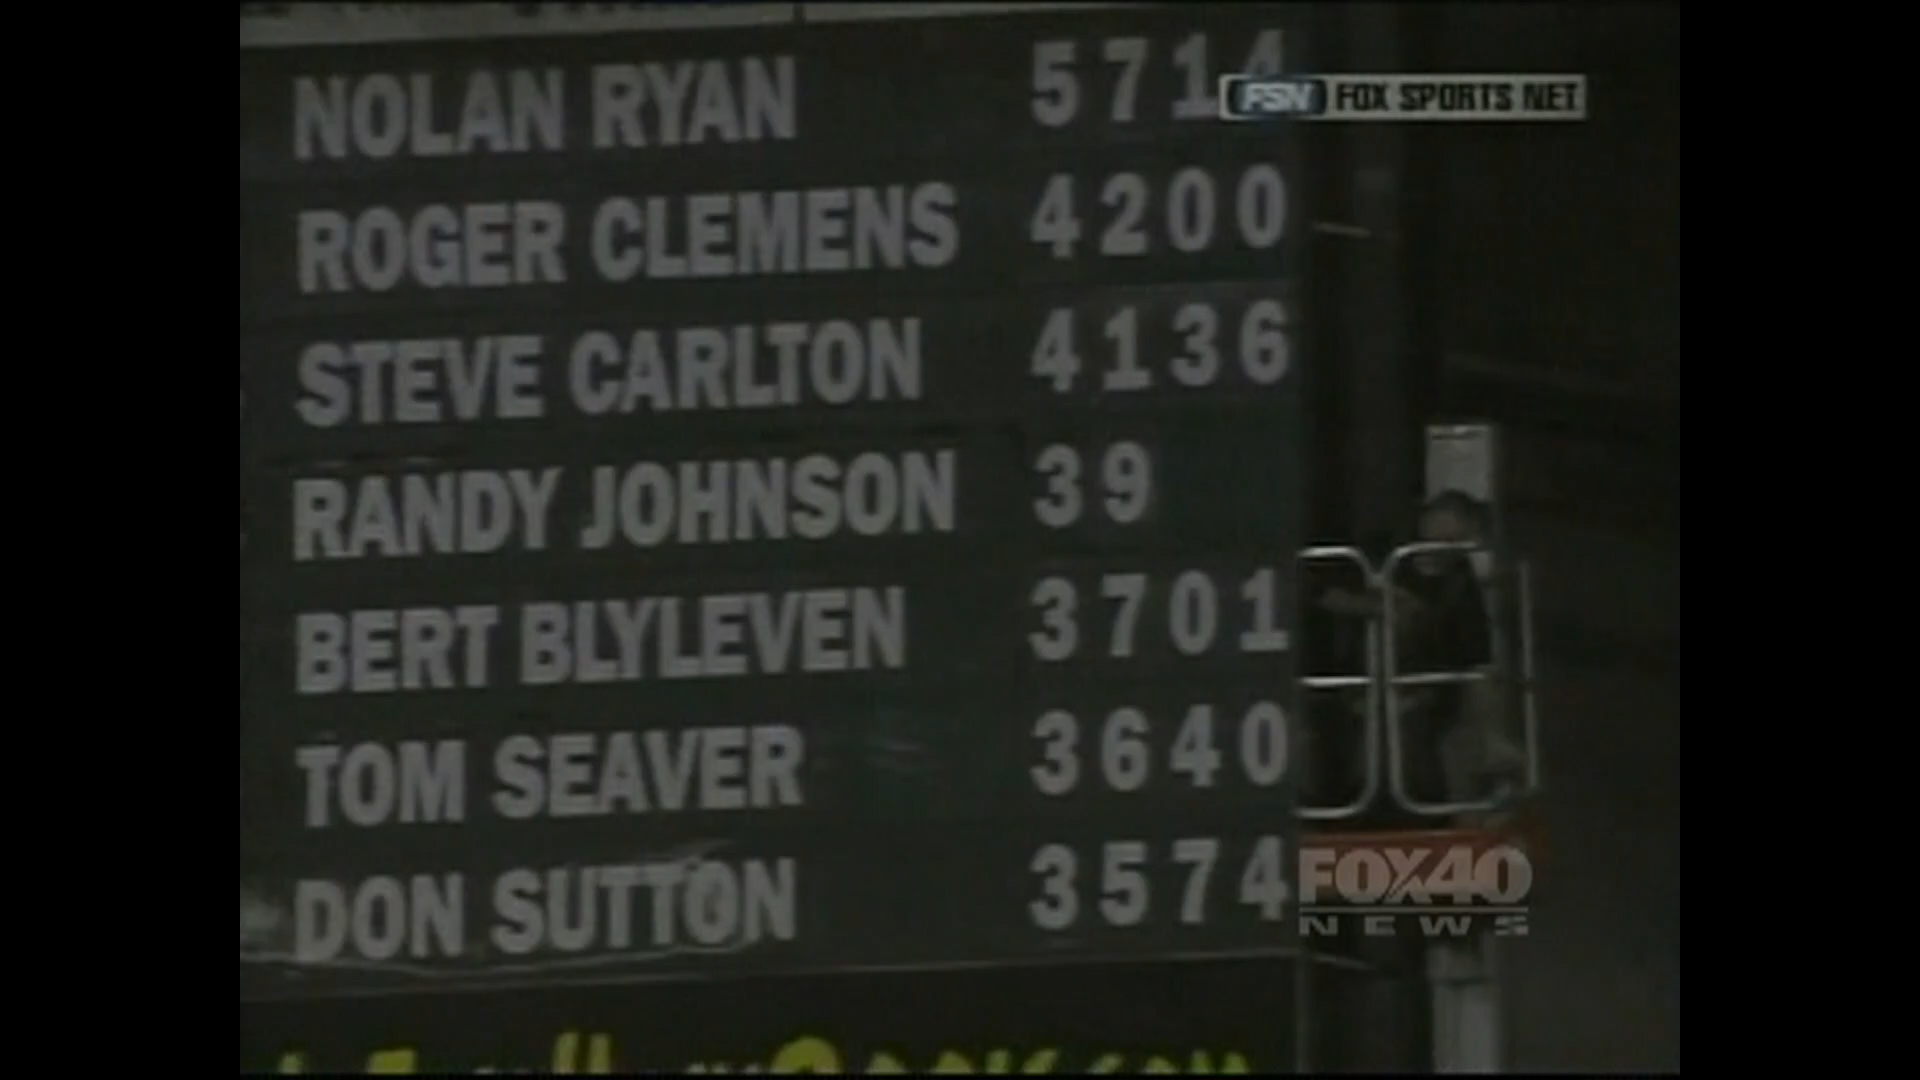 NOLAN RYAN 5714
FSN FOX SPORTS NET
ROGER CLEMENS 4200
STEVE CARLTON 4136
RANDY JOHNSON 39
BERT BLYLEVEN 3701
TOM SEAVER 3640
DON SUTTON 3574
FOX40
NEWS